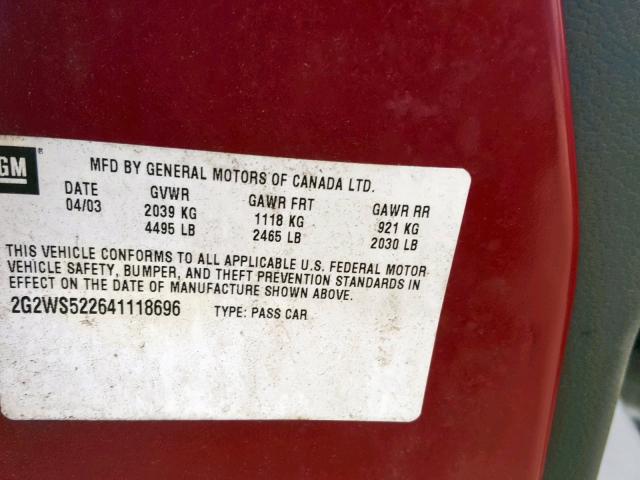 GM ®
MFD BY GENERAL MOTORS OF CANADA LTD.
DATE GVWR GAWR FRT GAWR RR
04/03 2039 KG 1118 KG 921 KG
4495 LB 2465 LB 2030 LB
THIS VEHICLE CONFORMS TO ALL APPLICABLE U.S. FEDERAL MOTOR
VEHICLE SAFETY, BUMPER, AND THEFT PREVENTION STANDARDS IN
EFFECT ON THE DATE OF MANUFACTURE SHOWN ABOVE.
2G2WS522641118696 TYPE: PASS CAR